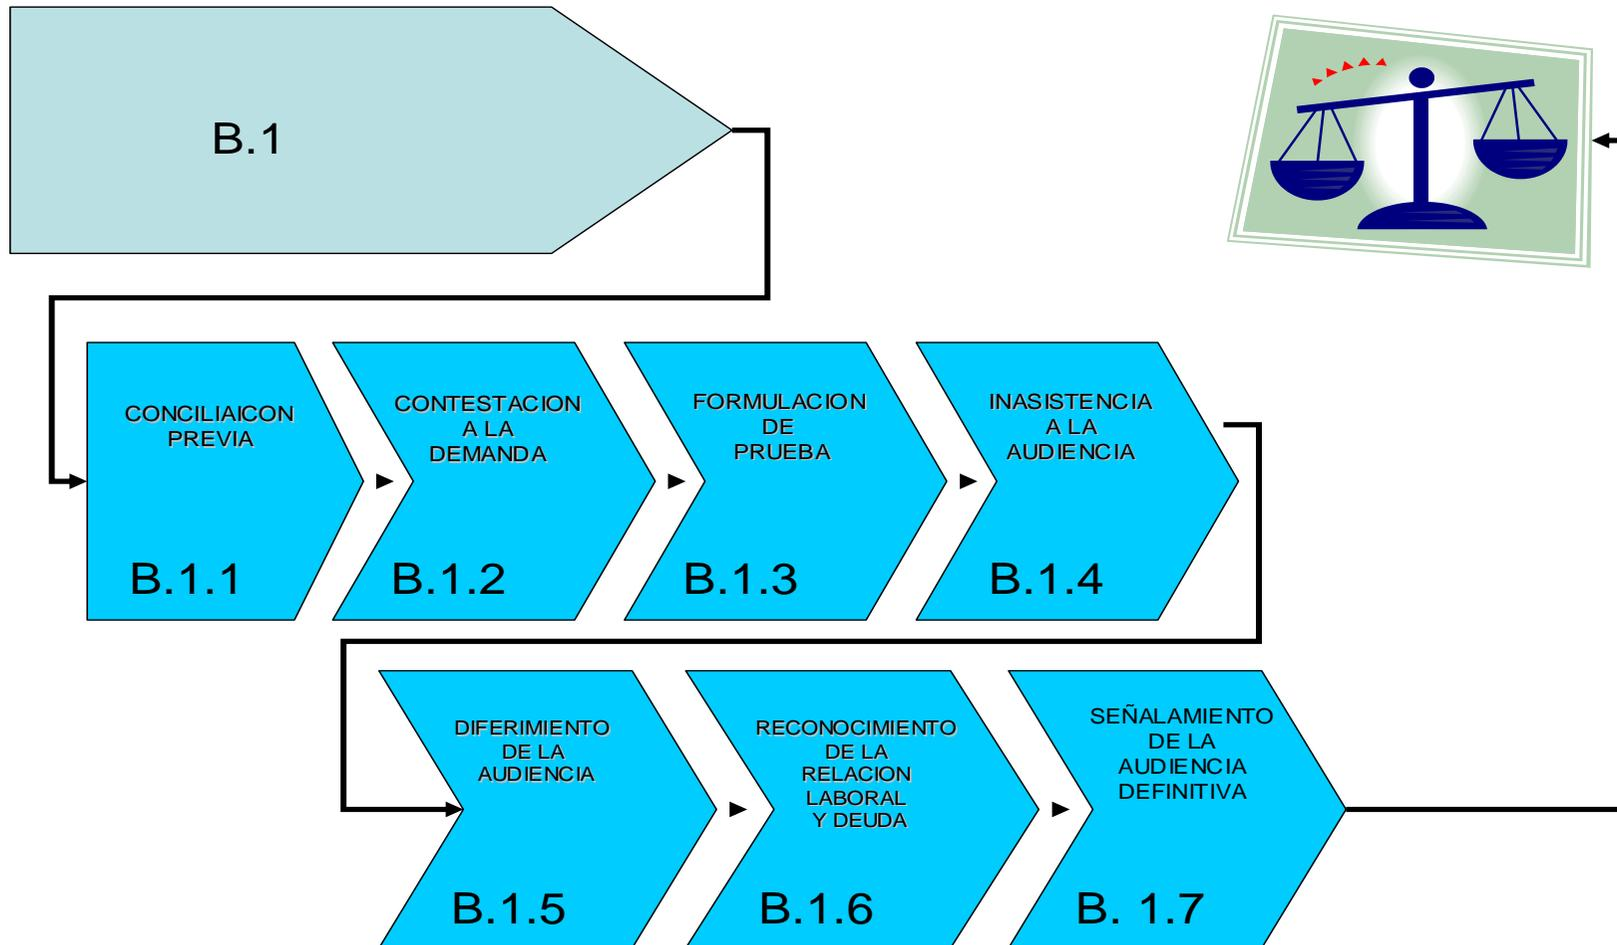 B.1
CONCILIAICON
PREVIA
B.1.1
CONTESTACION
A LA
DEMANDA
B.1.2
FORMULACION
DE
PRUEBA
B.1.3
INASISTENCIA
A LA
AUDIENCIA
B.1.4
DIFERIMIENTO
DE LA
AUDIENCIA
B.1.5
RECONOCIMIENTO
DE LA
RELACION
LABORAL
Y DEUDA
B.1.6
SEÑALAMIENTO
DE LA
AUDIENCIA
DEFINITIVA
B. 1.7